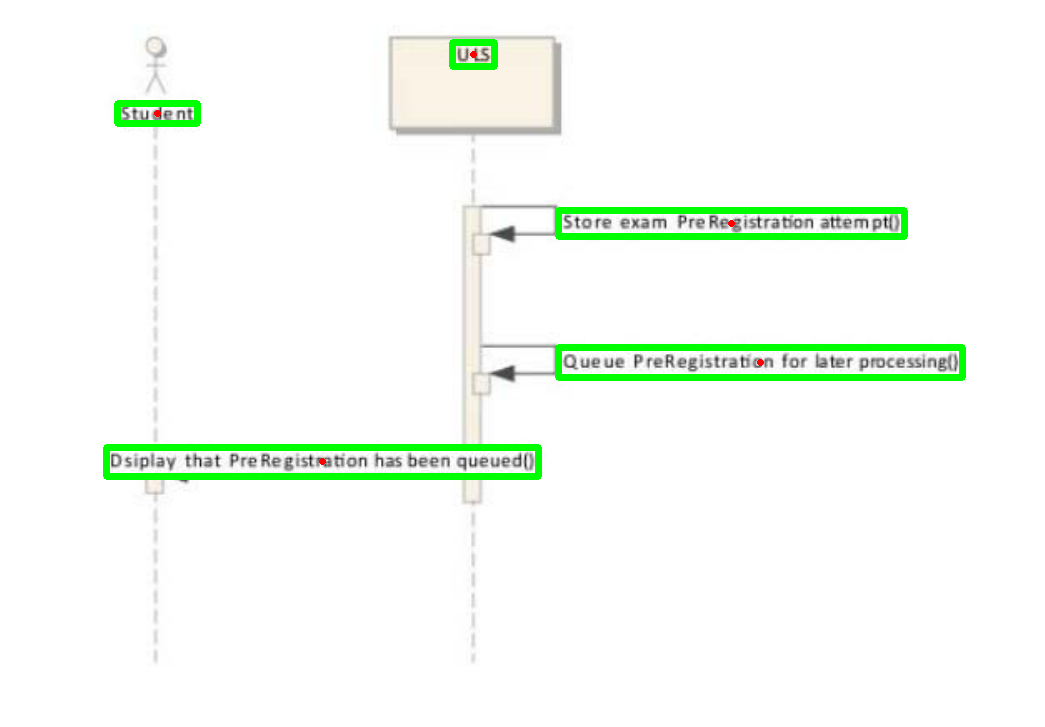 ULS
Student
Store exam PreRegistration attempt()
Queue PreRegistration for later processing()
Dsiplay that PreRegistration has been queued()